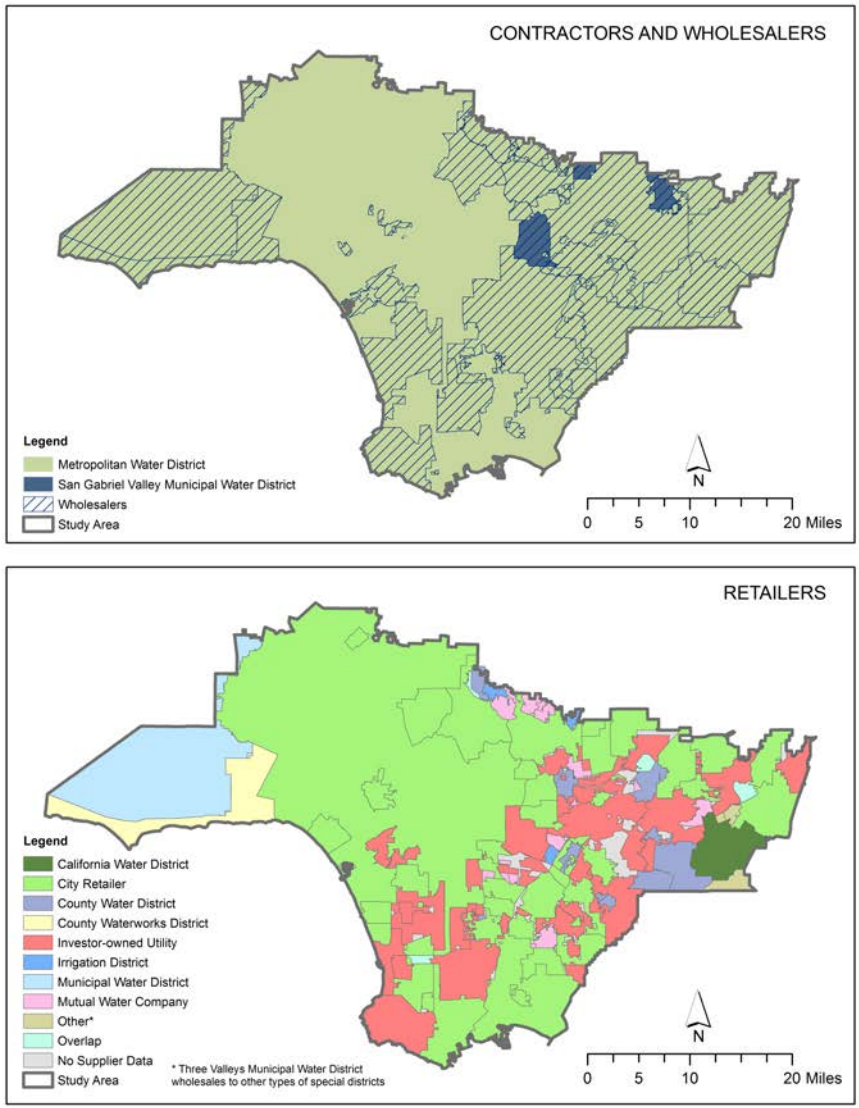 CONTRACTORS AND WHOLESALERS
Legend
Metropolitan Water District
San Gabriel Valley Municipal Water District
Wholesalers
Study Area
N
0 5 10 20 Miles
RETAILERS
Legend
California Water District
City Retailer
County Water District
County Waterworks District
Investor-owned Utility
Irrigation District
Municipal Water District
Mutual Water Company
Other*
Overlap
No Supplier Data
Study Area
* Three Valleys Municipal Water District
wholesales to other types of special districts
N
0 5 10 20 Miles